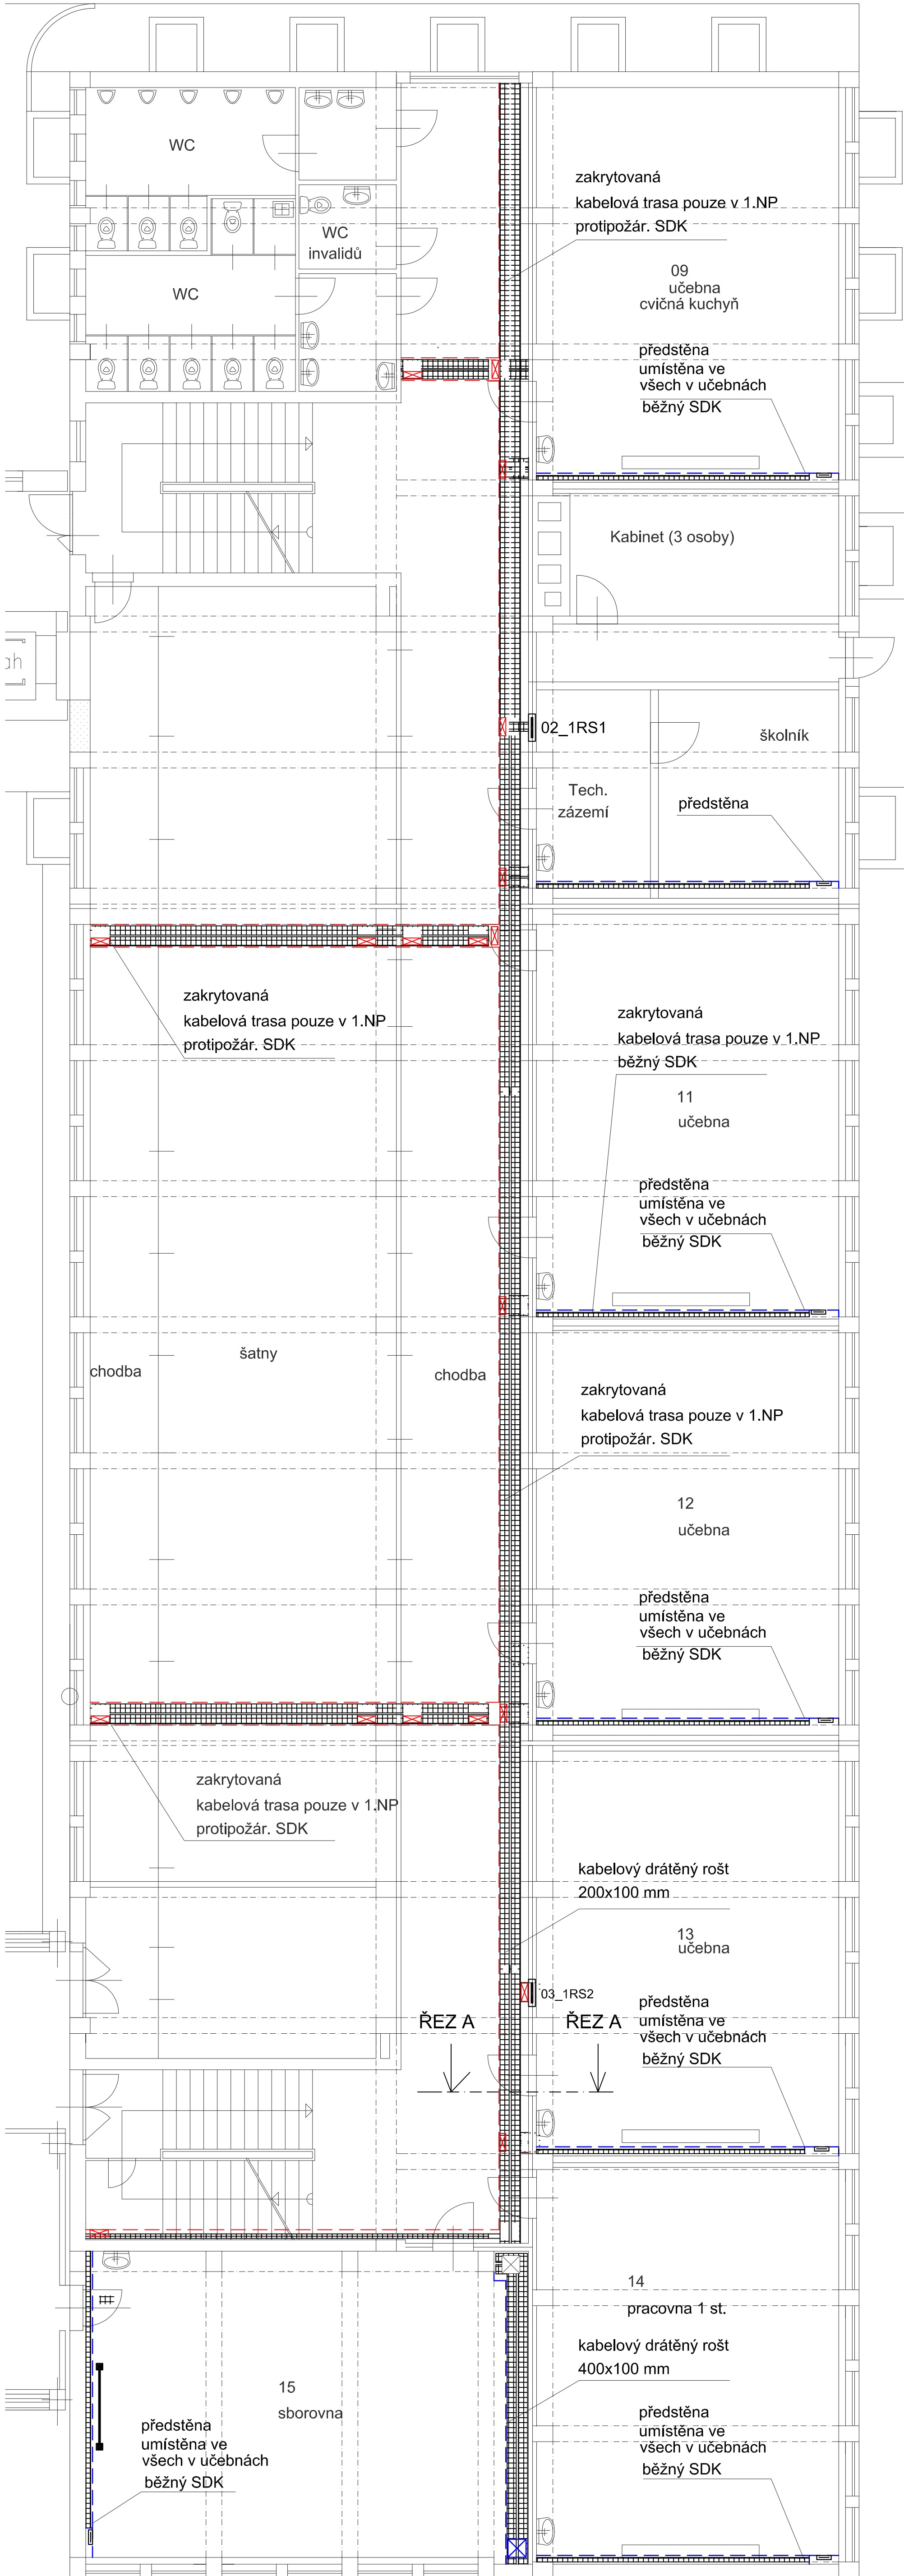 WC
zakrytovaná
kabelová trasa pouze v 1.NP
protipožár. SDK
WC
invalidů
09
učebna
cvičná kuchyň
WC
předstěna
umístěna ve
všech v učebnách
běžný SDK
Kabinet (3 osoby)
02_1RS1
školník
Tech.
zázemí
předstěna
zakrytovaná
kabelová trasa pouze v 1.NP
protipožár. SDK
zakrytovaná
kabelová trasa pouze v 1.NP
běžný SDK
11
učebna
předstěna
umístěna ve
všech v učebnách
běžný SDK
chodba
šatny
chodba
zakrytovaná
kabelová trasa pouze v 1.NP
protipožár. SDK
12
učebna
předstěna
umístěna ve
všech v učebnách
běžný SDK
zakrytovaná
kabelová trasa pouze v 1.NP
protipožár. SDK
kabelový drátěný rošt
200x100 mm
13
učebna
03_1RS2
předstěna
umístěna ve
všech v učebnách
běžný SDK
ŘEZ A
ŘEZ A
14
pracovna 1 st.
kabelový drátěný rošt
400x100 mm
15
sborovna
předstěna
umístěna ve
všech v učebnách
běžný SDK
předstěna
umístěna ve
všech v učebnách
běžný SDK